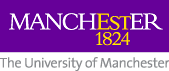 MANCHESTER
1824
The University of Manchester